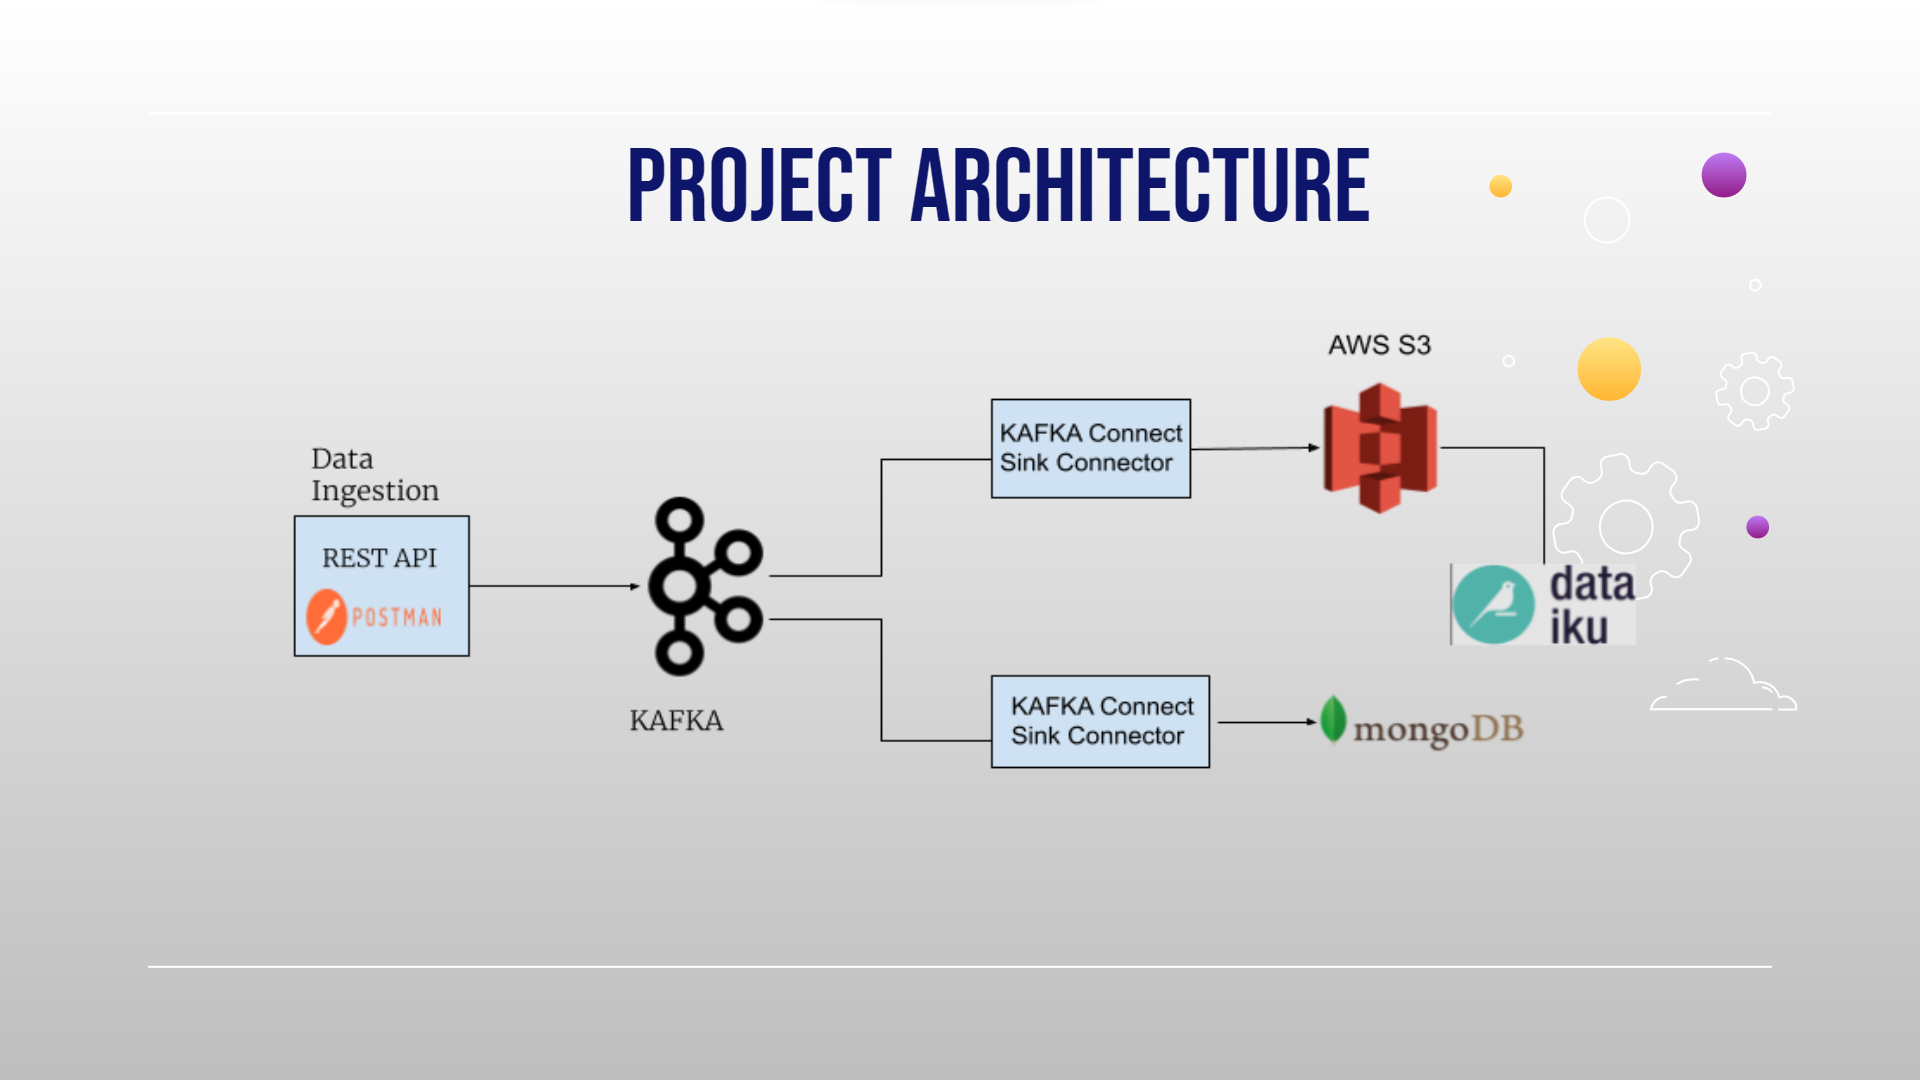 PROJECT ARCHITECTURE
Data
Ingestion
REST API
POSTMAN
KAFKA
KAFKA Connect
Sink Connector
AWS S3
data
iku
KAFKA Connect
Sink Connector
mongoDB